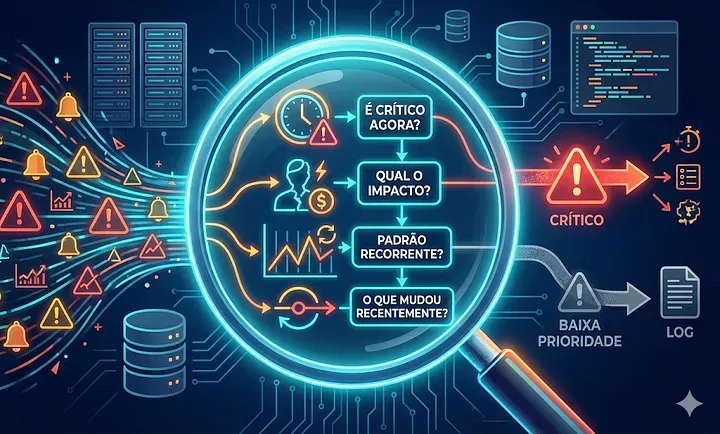 É CRÍTICO
AGORA?
QUAL O
IMPACTO?
PADRÃO
RECORRENTE?
O QUE MUDOU
RECENTEMENTE?
CRÍTICO
BAIXA
PRIORIDADE
LOG